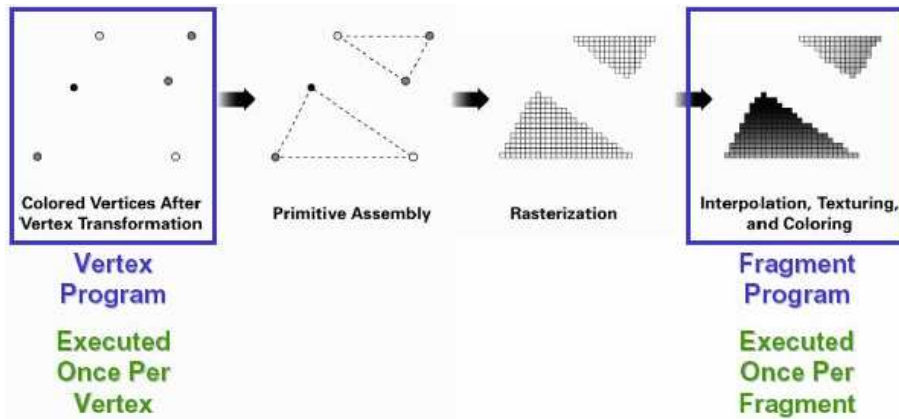 Colored Vertices After
Vertex Transformation
Primitive Assembly
Rasterization
Interpolation, Texturing,
and Coloring
Vertex
Program
Executed
Once Per
Vertex
Fragment
Program
Executed
Once Per
Fragment